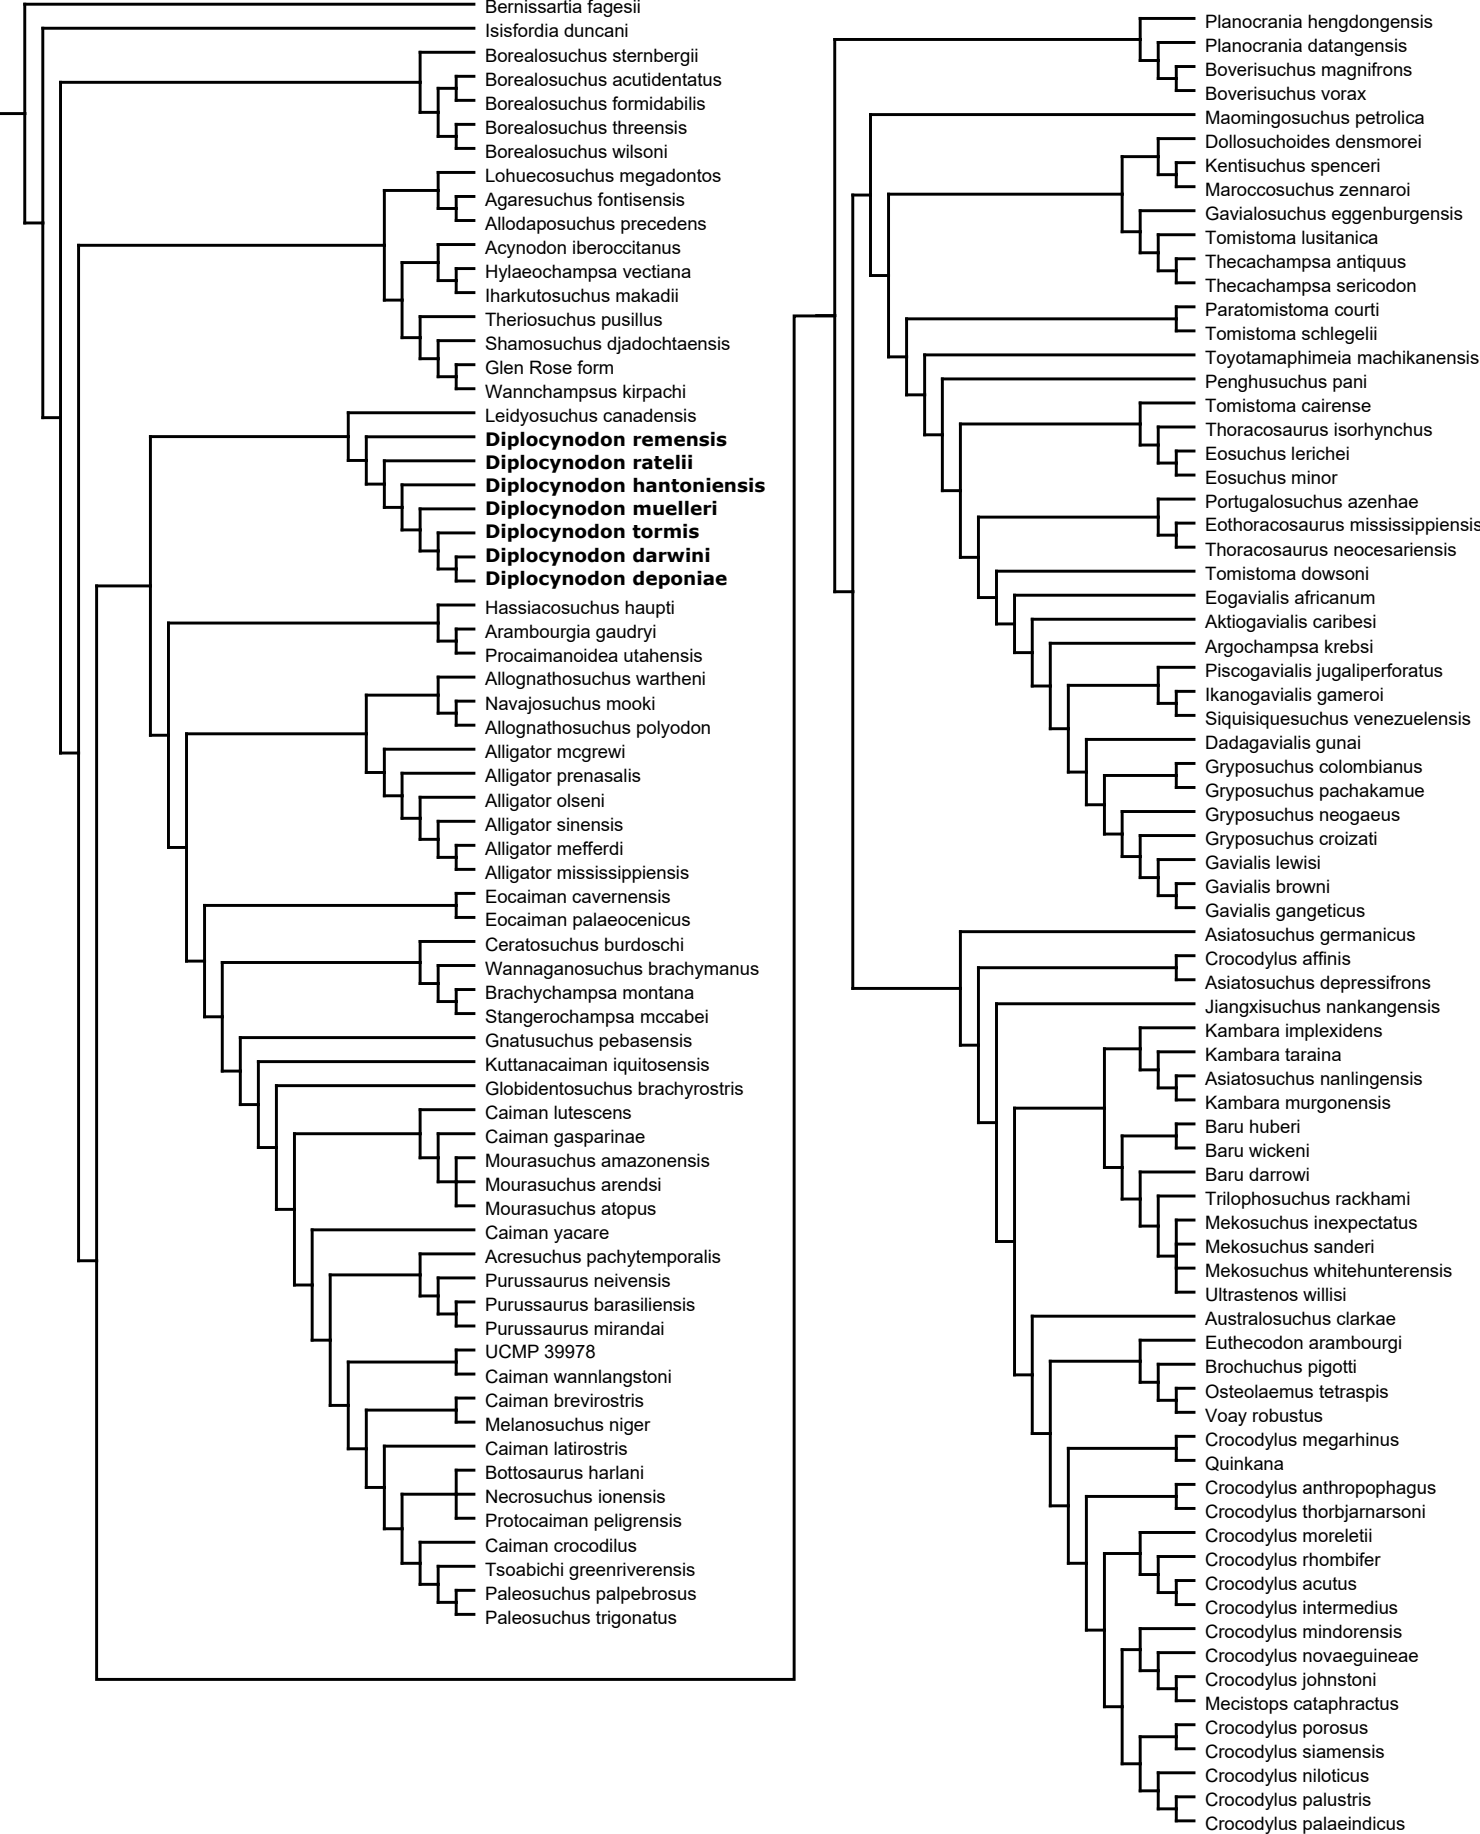 Bernissartia fagesii
Isisfordia duncani
Borealosuchus sternbergii
Borealosuchus acutidentatus
Borealosuchus formidabilis
Borealosuchus threensis
Borealosuchus wilsoni
Lohuecosuchus megadontos
Agaresuchus fontisensis
Allodaposuchus precedens
Acynodon iberoccitanus
Hylaeochampsa vectiana
Iharkutosuchus makadii
Theriosuchus pusillus
Shamosuchus djadochtaensis
Glen Rose form
Wannchampsus kirpachi
Leidyosuchus canadensis
Diplocynodon remensis
Diplocynodon ratelii
Diplocynodon hantoniensis
Diplocynodon muelleri
Diplocynodon tormis
Diplocynodon darwini
Diplocynodon deponiae
Hassiacosuchus haupti
Arambourgia gaudryi
Procaimanoidea utahensis
Allognathosuchus wartheni
Navajosuchus mooki
Allognathosuchus polyodon
Alligator mcgrewi
Alligator prenasalis
Alligator olseni
Alligator sinensis
Alligator mefferdi
Alligator mississippiensis
Eocaiman cavernensis
Eocaiman palaeocenicus
Ceratosuchus burdoschi
Wannaganosuchus brachymanus
Brachychampsa montana
Stangerochampsa mccabei
Gnatusuchus pebasensis
Kuttanacaiman iquitosensis
Globidentosuchus brachyrostris
Caiman lutescens
Caiman gasparinae
Mourasuchus amazonensis
Mourasuchus arendsi
Mourasuchus atopus
Caiman yacare
Acresuchus pachytemporalis
Purussaurus neivensis
Purussaurus barasiliensis
Purussaurus mirandai
UCMP 39978
Caiman wannlangstoni
Caiman brevirostris
Melanosuchus niger
Caiman latirostris
Bottosaurus harlani
Necrosuchus ionensis
Protocaiman peligrensis
Caiman crocodilus
Tsoabichi greenriverensis
Paleosuchus palpebrosus
Paleosuchus trigonatus
Planocrania hengdongensis
Planocrania datangensis
Boverisuchus magnifrons
Boverisuchus vorax
Maomingosuchus petrolica
Dollosuchoides densmorei
Kentisuchus spenceri
Maroccosuchus zennaroi
Gavialosuchus eggenburgensis
Tomistoma lusitanica
Thecachampsa antiquus
Thecachampsa sericodon
Paratomistoma courti
Tomistoma schlegelii
Toyotamaphimeia machikanensis
Penghusuchus pani
Tomistoma cairense
Thoracosaurus isorhynchus
Eosuchus lerichei
Eosuchus minor
Portugalosuchus azenhae
Eothoracosaurus mississippiensis
Thoracosaurus neocesariensis
Tomistoma dowsoni
Eogavialis africanum
Aktiogavialis caribesi
Argochampsa krebsi
Piscogavialis jugaliperforatus
Ikanogavialis gameroi
Siquisiquesuchus venezuelensis
Dadagavialis gunai
Gryposuchus colombianus
Gryposuchus pachakamue
Gryposuchus neogaeus
Gryposuchus croizati
Gavialis lewisi
Gavialis browni
Gavialis gangeticus
Asiatosuchus germanicus
Crocodylus affinis
Asiatosuchus depressifrons
Jiangxisuchus nankangensis
Kambara implexidens
Kambara taraina
Asiatosuchus nanlingensis
Kambara murgonensis
Baru huberi
Baru wickeni
Baru darrowi
Trilophosuchus rackhami
Mekosuchus inexpectatus
Mekosuchus sanderi
Mekosuchus whitehunterensis
Ultrastenos willisi
Australosuchus clarkae
Euthecodon arambourgi
Brochuchus pigotti
Osteolaemus tetraspis
Voay robustus
Crocodylus megarhinus
Quinkana
Crocodylus anthropophagus
Crocodylus thorbjarnarsoni
Crocodylus moreletii
Crocodylus rhombifer
Crocodylus acutus
Crocodylus intermedius
Crocodylus mindorensis
Crocodylus novaeguineae
Crocodylus johnstoni
Mecistops cataphractus
Crocodylus porosus
Crocodylus siamensis
Crocodylus niloticus
Crocodylus palustris
Crocodylus palaeindicus